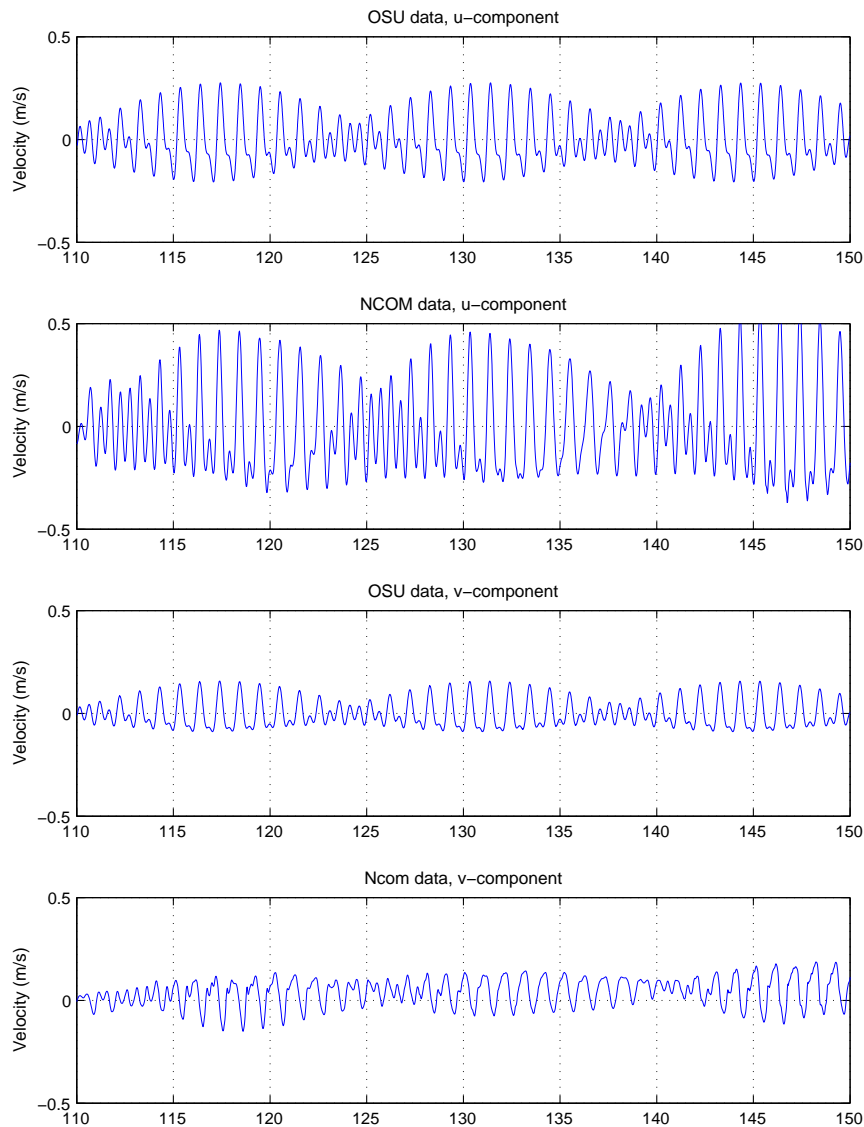 OSU data, u−component
0.5
0
−0.5
Velocity (m/s)
110 115 120 125 130 135 140 145 150
NCOM data, u−component
0.5
0
−0.5
Velocity (m/s)
110 115 120 125 130 135 140 145 150
OSU data, v−component
0.5
0
−0.5
Velocity (m/s)
110 115 120 125 130 135 140 145 150
Ncom data, v−component
0.5
0
−0.5
Velocity (m/s)
110 115 120 125 130 135 140 145 150